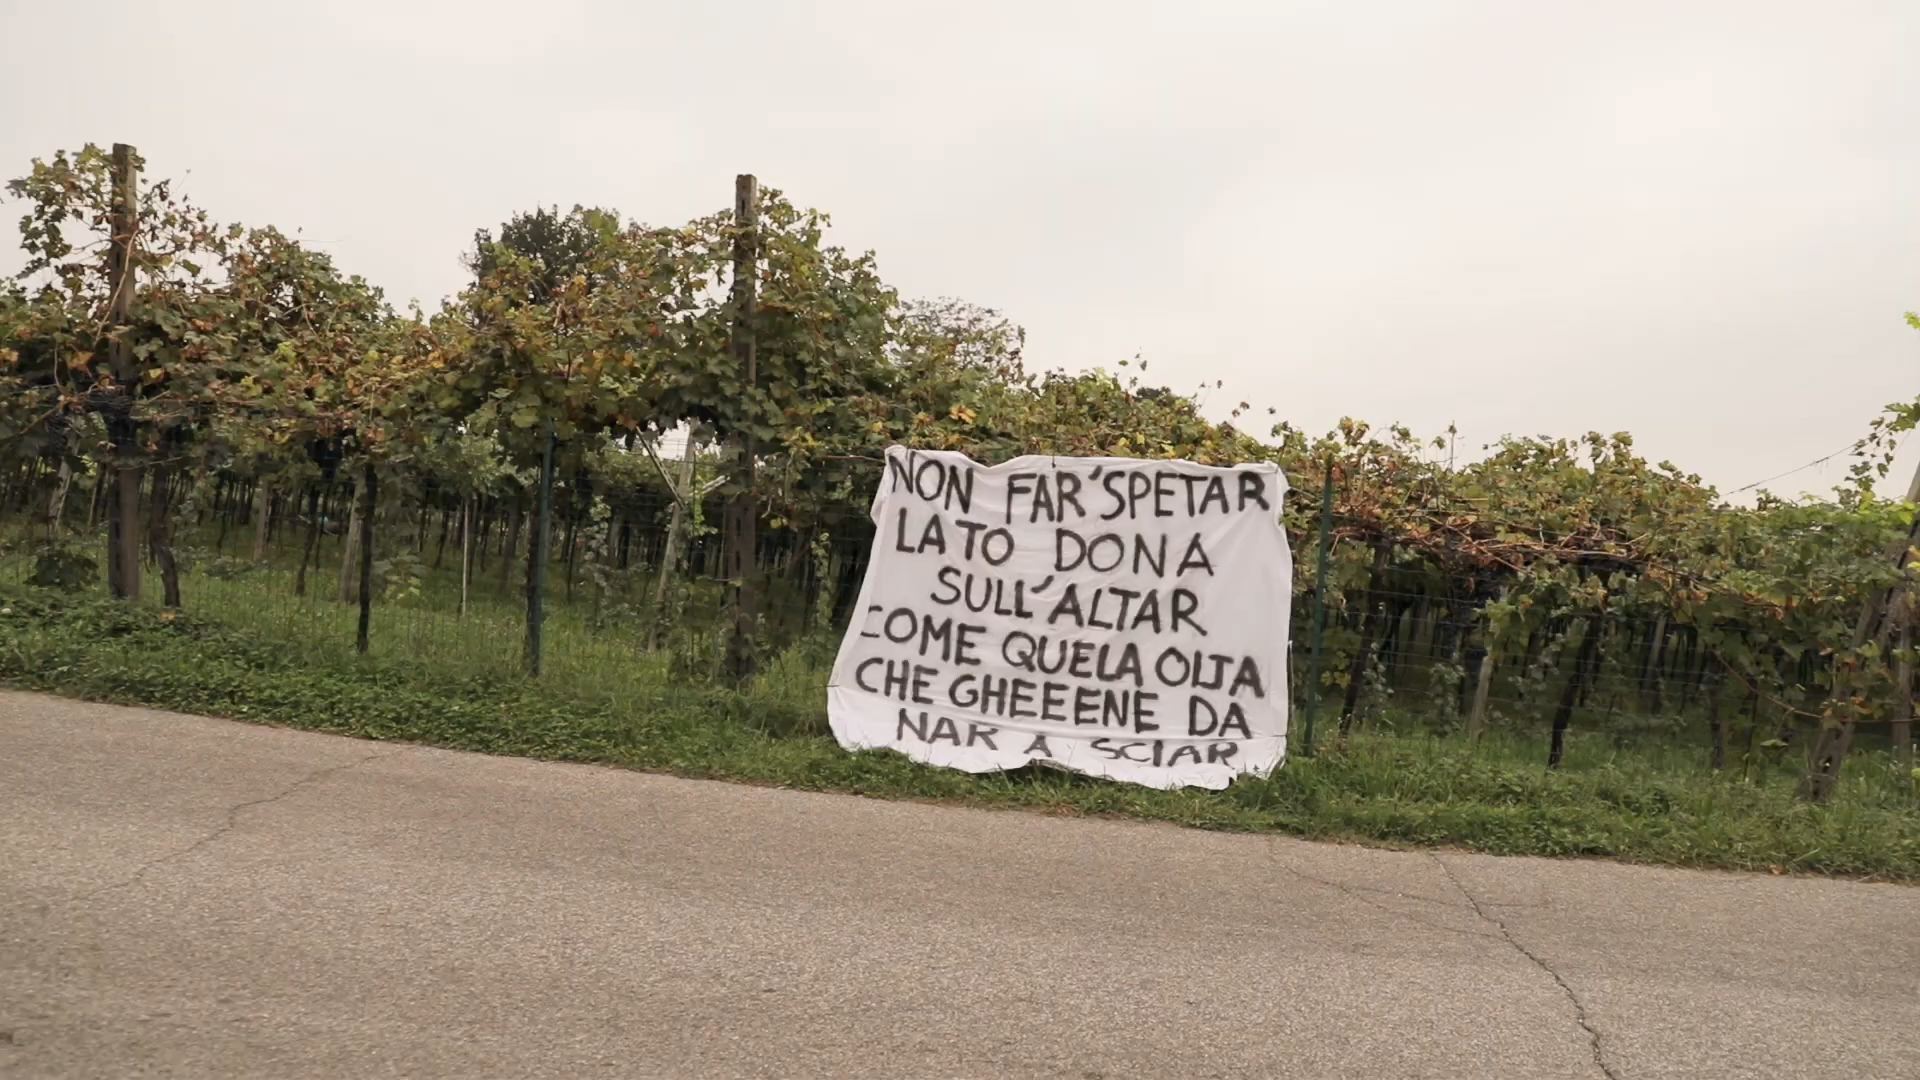 NON FAR'SPETAR
LA TO DONA
SULL'ALTAR
COME QUELA OLTA
CHE GHEEENE DA
NAR A SCIAR